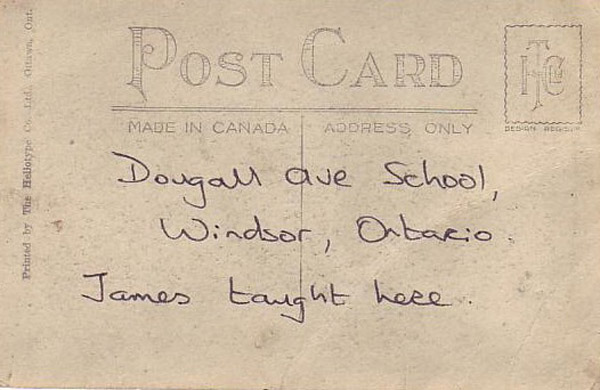 Printed by The Heliotype Co. Ltd., Ottawa, Ont.
POST CARD
MADE IN CANADA
ADDRESS ONLY
DESIGN REGIST'D
Dougall Ave School,
Windsor, Ontario.
James taught here.